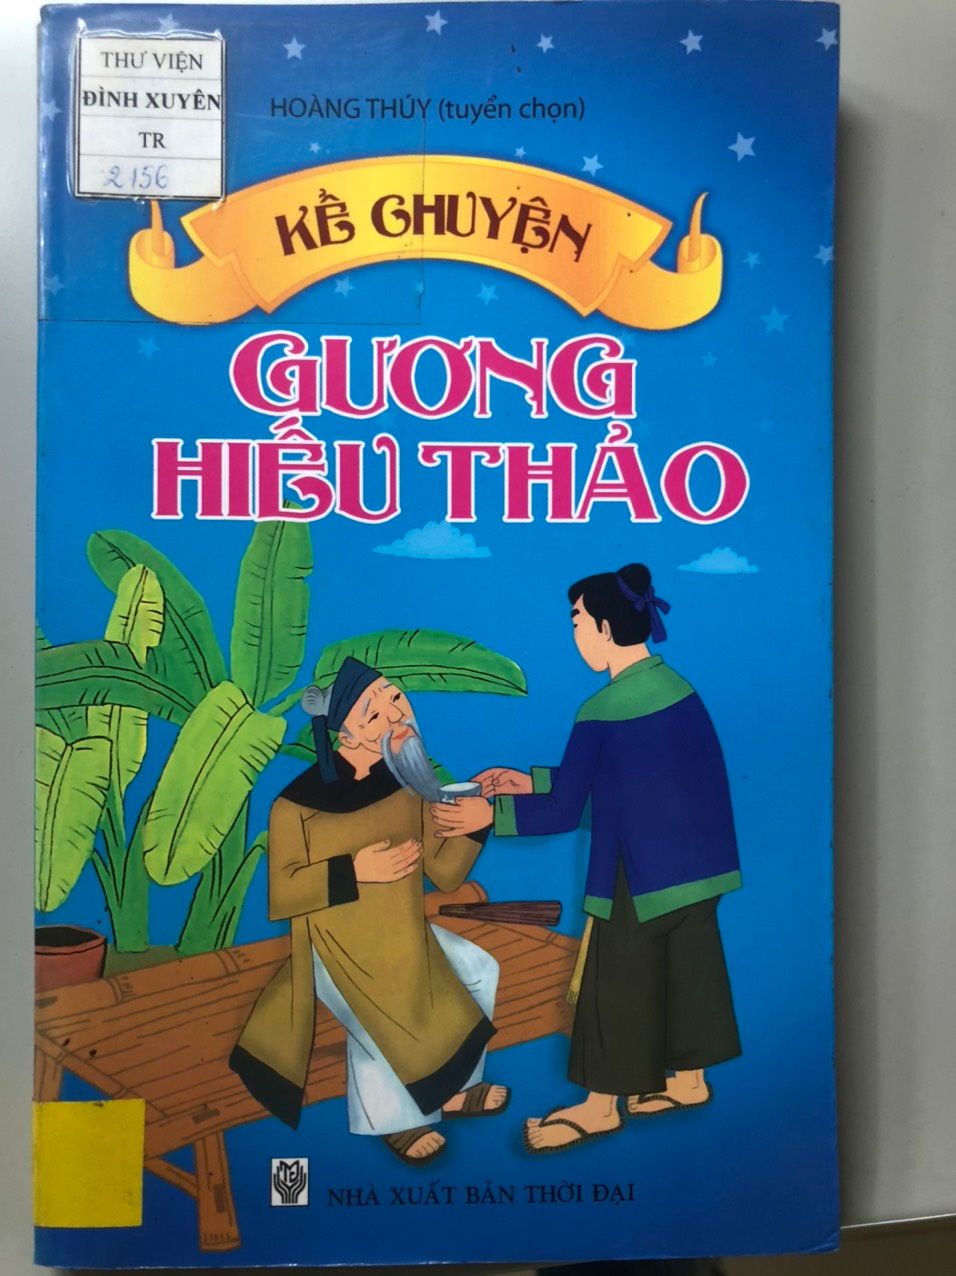 THƯ VIỆN
ĐÌNH XUYÊN
TR
2156
HOÀNG THÚY (tuyển chọn)
KỂ CHUYỆN
GƯƠNG
HIẾU THẢO
NHÀ XUẤT BẢN THỜI ĐẠI